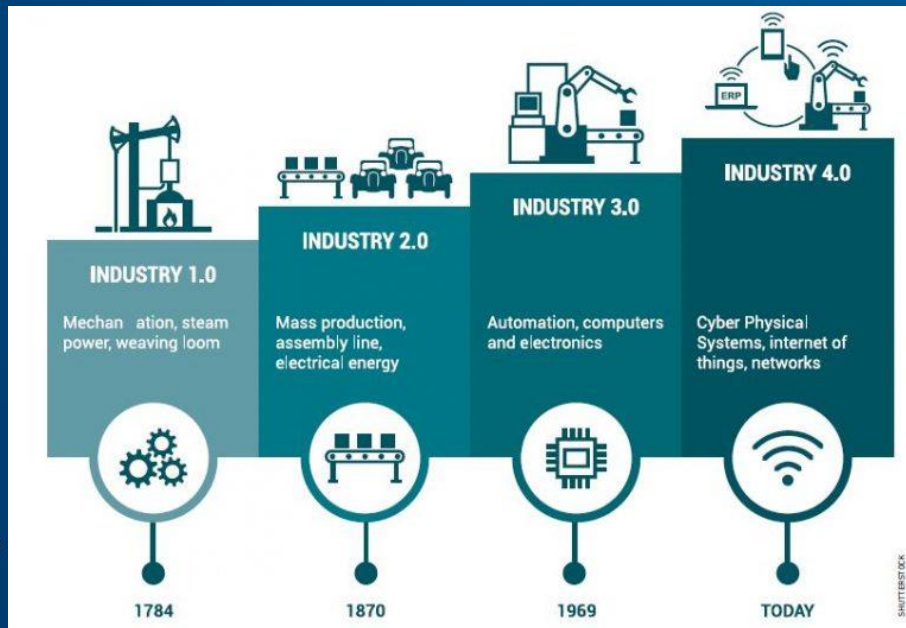 ERP
INDUSTRY 1.0
Mechan ation, steam
power, weaving loom
INDUSTRY 2.0
Mass production,
assembly line,
electrical energy
INDUSTRY 3.0
Automation, computers
and electronics
INDUSTRY 4.0
Cyber Physical
Systems, internet of
things, networks
1784
1870
1969
TODAY
SHUTTERSTOCK